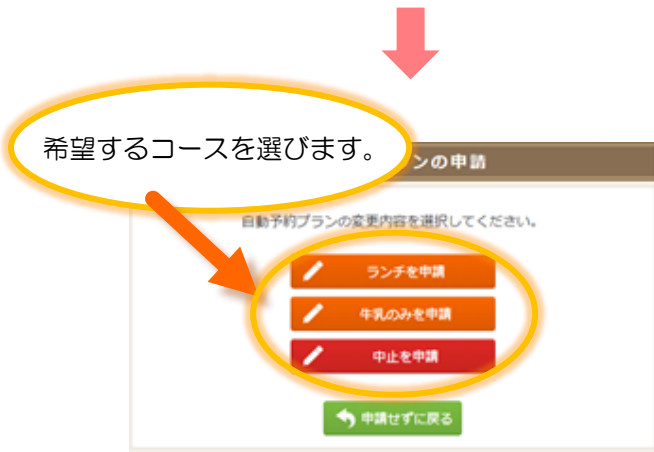 希望するコースを選びます。
ンの申請
自動予約プランの変更内容を選択してください。
ランチを申請
牛乳のみを申請
中止を申請
申請せずに戻る